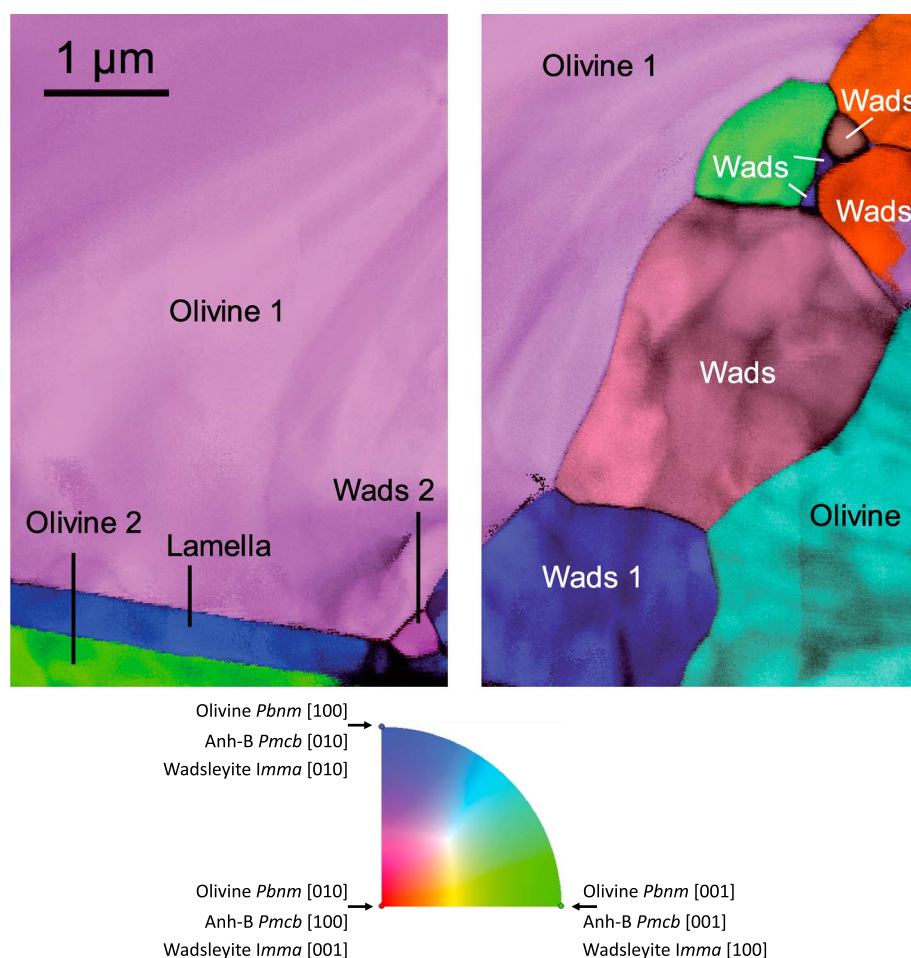 1 µm
Olivine 1
Wads 2
Olivine 2
Lamella
Olivine 1
Wads
Wads
Wads
Wads
Olivine
Wads 1
Olivine Pbnm [100]
Anh-B Pmcb [010]
Wadsleyite Imma [010]
Olivine Pbnm [010]
Anh-B Pmcb [100]
Wadsleyite Imma [001]
Olivine Pbnm [001]
Anh-B Pmcb [001]
Wadsleyite Imma [100]